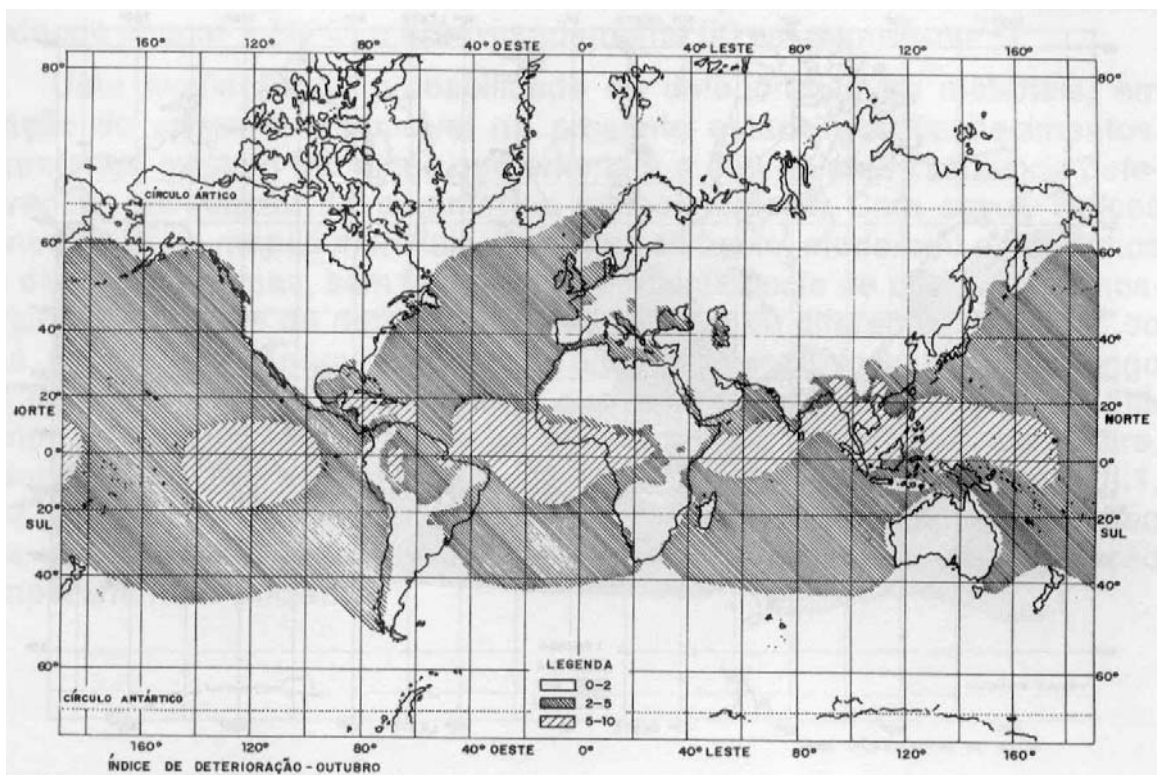 160° 120° 80° 40° OESTE 0° 40° LESTE 80° 120° 160°
80° 80°
CÍRCULO ÁRTICO
60° 60°
40° 40°
20° 20°
NORTE
0° 0°
20° 20°
SUL SUL
40° 40°
60° 60°
LEGENDA
0-2
2-5
5-10
CÍRCULO ANTÁRTICO
160° 120° 80° 40° OESTE 0° 40° LESTE 80° 120° 160°
ÍNDICE DE DETERIORAÇÃO - OUTUBRO